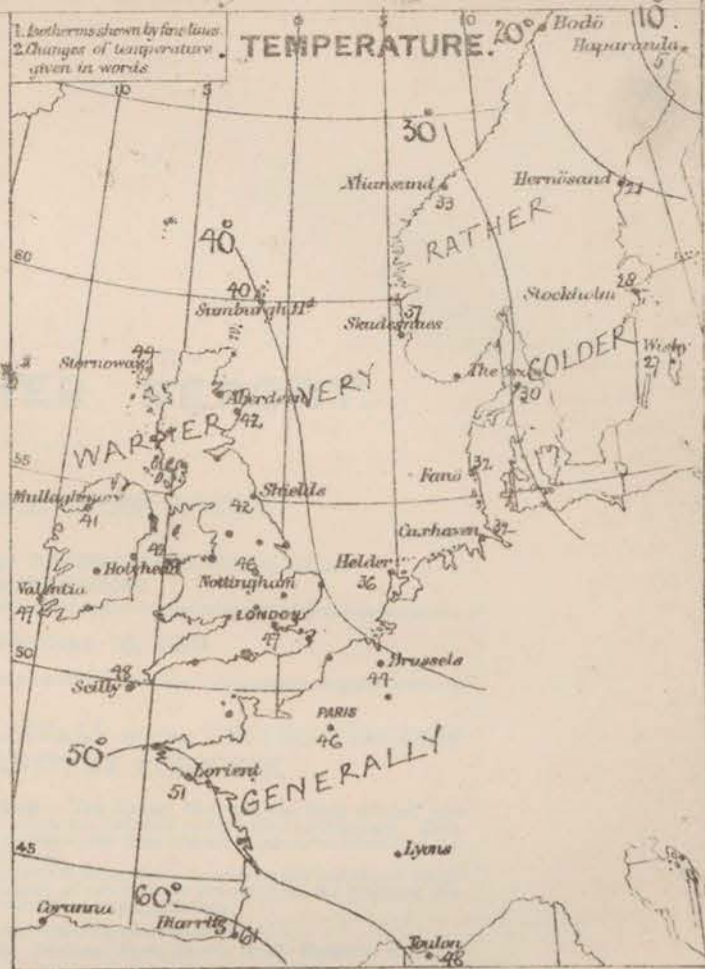 1. Isotherms shown by fine lines.
2. Changes of temperature given in words.
TEMPERATURE.
0
5
10
20°
Bodö
10°
Haparanda
5
10
5
30°
Xtiansund
33
Hernösand
21
RATHER
40°
60
40
Sumburgh Hd
Stockholm
28
37
Skudesnaes
Stornoway
44
The Skaw
30
COLDER
Wisby
27
VERY
Aberdeen
42
WARMER
55
Fanö
32
Mullaghmore
41
Shields
42
Cuxhaven
Helder
36
Holyhead
46
Nottingham
Valentia
47
LONDON
47
50
48
Scilly
Brussels
44
PARIS
46
50°
Lorient
51
GENERALLY
45
Lyons
60°
Corunna
Biarritz
61
Toulon
48